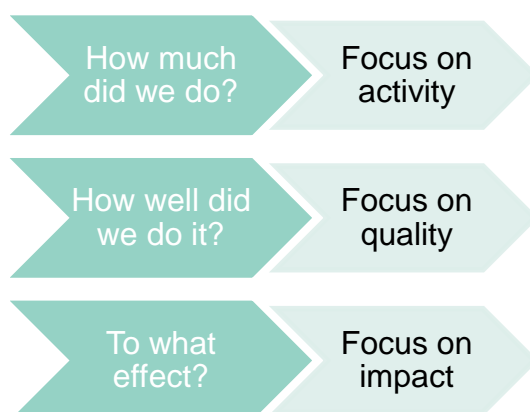 How much
did we do?
Focus on
activity
How well did
we do it?
Focus on
quality
To what
effect?
Focus on
impact